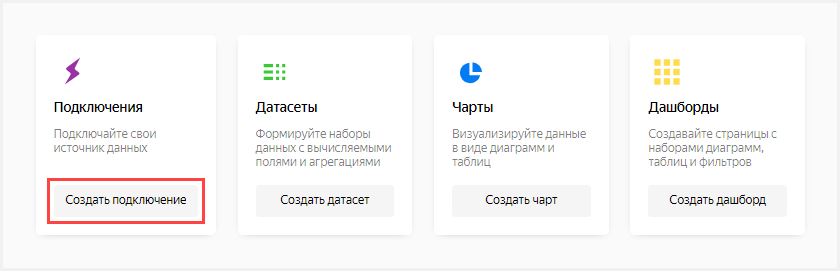 Подключения
Подключайте свои
источник данных
Создать подключение
Датасеты
Формируйте наборы
данных с вычисляемыми
полями и агрегациями
Создать датасет
Чарты
Визуализируйте данные
в виде диаграмм и
таблиц
Создать чарт
Дашборды
Создавайте страницы с
наборами диаграмм,
таблиц и фильтров
Создать дашборд